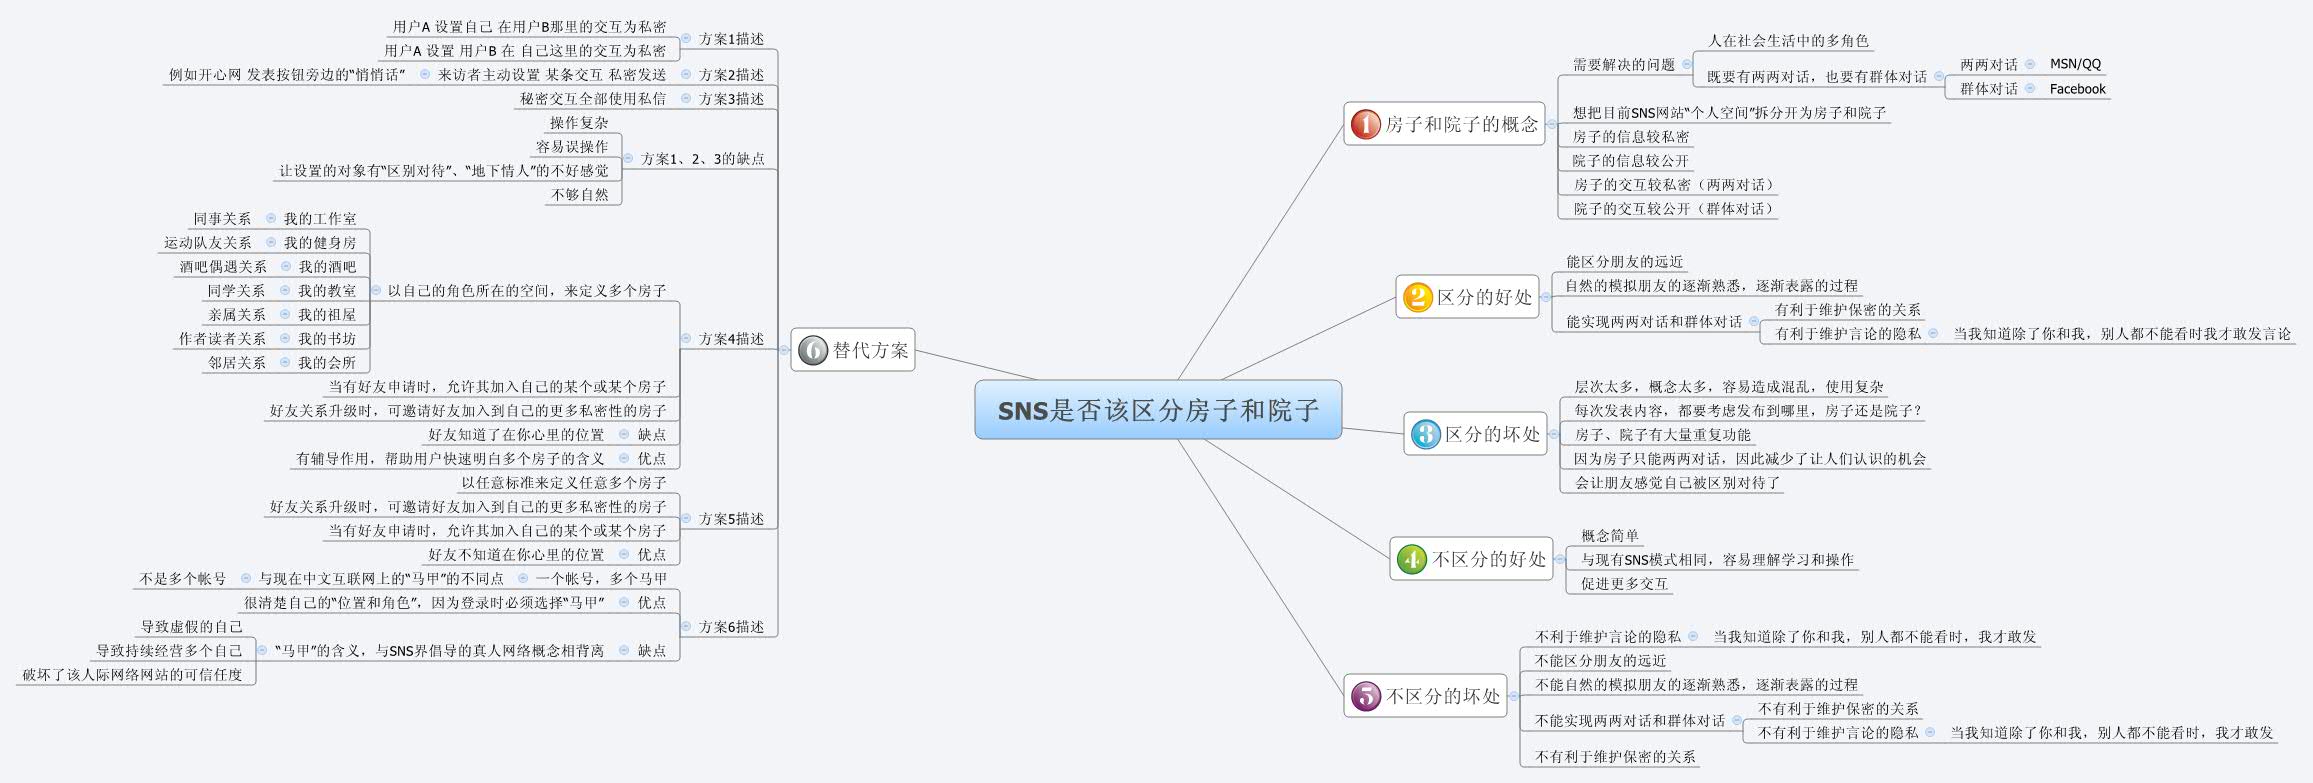 SNS是否该区分房子和院子
1 房子和院子的概念
需要解决的问题
人在社会生活中的多角色
既要有两两对话，也要有群体对话
两两对话
MSN/QQ
群体对话
Facebook
想把目前SNS网站“个人空间”拆分开为房子和院子
房子的信息较私密
院子的信息较公开
房子的交互较私密（两两对话）
院子的交互较公开（群体对话）
2 区分的好处
能区分朋友的远近
自然的模拟朋友的逐渐熟悉，逐渐表露的过程
能实现两两对话和群体对话
有利于维护保密的关系
有利于维护言论的隐私
当我知道除了你和我，别人都不能看时我才敢发言论
3 区分的坏处
层次太多，概念太多，容易造成混乱，使用复杂
每次发表内容，都要考虑发布到哪里，房子还是院子？
房子、院子有大量重复功能
因为房子只能两两对话，因此减少了让人们认识的机会
会让朋友感觉自己被区别对待了
4 不区分的好处
概念简单
与现有SNS模式相同，容易理解学习和操作
促进更多交互
5 不区分的坏处
不利于维护言论的隐私
当我知道除了你和我，别人都不能看时，我才敢发
不能区分朋友的远近
不能自然的模拟朋友的逐渐熟悉，逐渐表露的过程
不能实现两两对话和群体对话
不有利于维护保密的关系
不有利于维护言论的隐私
当我知道除了你和我，别人都不能看时，我才敢发
不有利于维护保密的关系
6 替代方案
方案1描述
用户A 设置自己 在用户B那里的交互为私密
用户A 设置 用户B 在 自己这里的交互为私密
方案2描述
来访者主动设置 某条交互 私密发送
例如开心网 发表按钮旁边的“悄悄话”
方案3描述
秘密交互全部使用私信
方案1、2、3的缺点
操作复杂
容易误操作
让设置的对象有“区别对待”、“地下情人”的不好感觉
不够自然
方案4描述
以自己的角色所在的空间，来定义多个房子
我的工作室
同事关系
我的健身房
运动队友关系
我的酒吧
酒吧偶遇关系
我的教室
同学关系
我的祖屋
亲属关系
我的书坊
作者读者关系
我的会所
邻居关系
当有好友申请时，允许其加入自己的某个或某个房子
好友关系升级时，可邀请好友加入到自己的更多私密性的房子
缺点
好友知道了在你心里的位置
优点
有辅导作用，帮助用户快速明白多个房子的含义
方案5描述
以任意标准来定义任意多个房子
好友关系升级时，可邀请好友加入到自己的更多私密性的房子
当有好友申请时，允许其加入自己的某个或某个房子
优点
好友不知道在你心里的位置
方案6描述
一个帐号，多个马甲
与现在中文互联网上的“马甲”的不同点
不是多个帐号
优点
很清楚自己的“位置和角色”，因为登录时必须选择“马甲”
缺点
“马甲”的含义，与SNS界倡导的真人网络概念相背离
导致虚假的自己
导致持续经营多个自己
破坏了该人际网络网站的可信任度